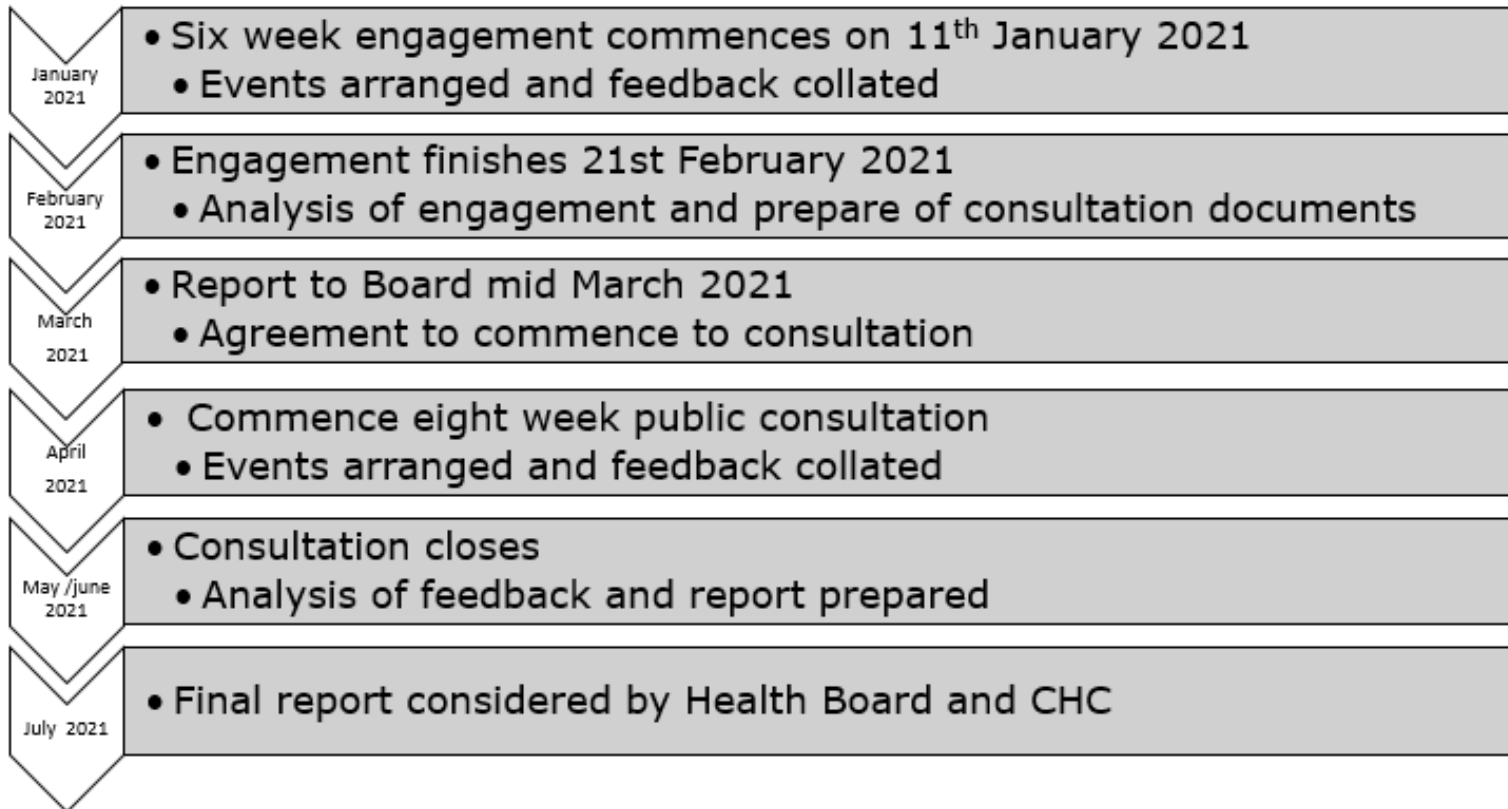 January
2021
• Six week engagement commences on 11th January 2021
• Events arranged and feedback collated
February
2021
• Engagement finishes 21st February 2021
• Analysis of engagement and prepare of consultation documents
March
2021
• Report to Board mid March 2021
• Agreement to commence to consultation
April
2021
• Commence eight week public consultation
• Events arranged and feedback collated
May /june
2021
• Consultation closes
• Analysis of feedback and report prepared
July 2021
• Final report considered by Health Board and CHC